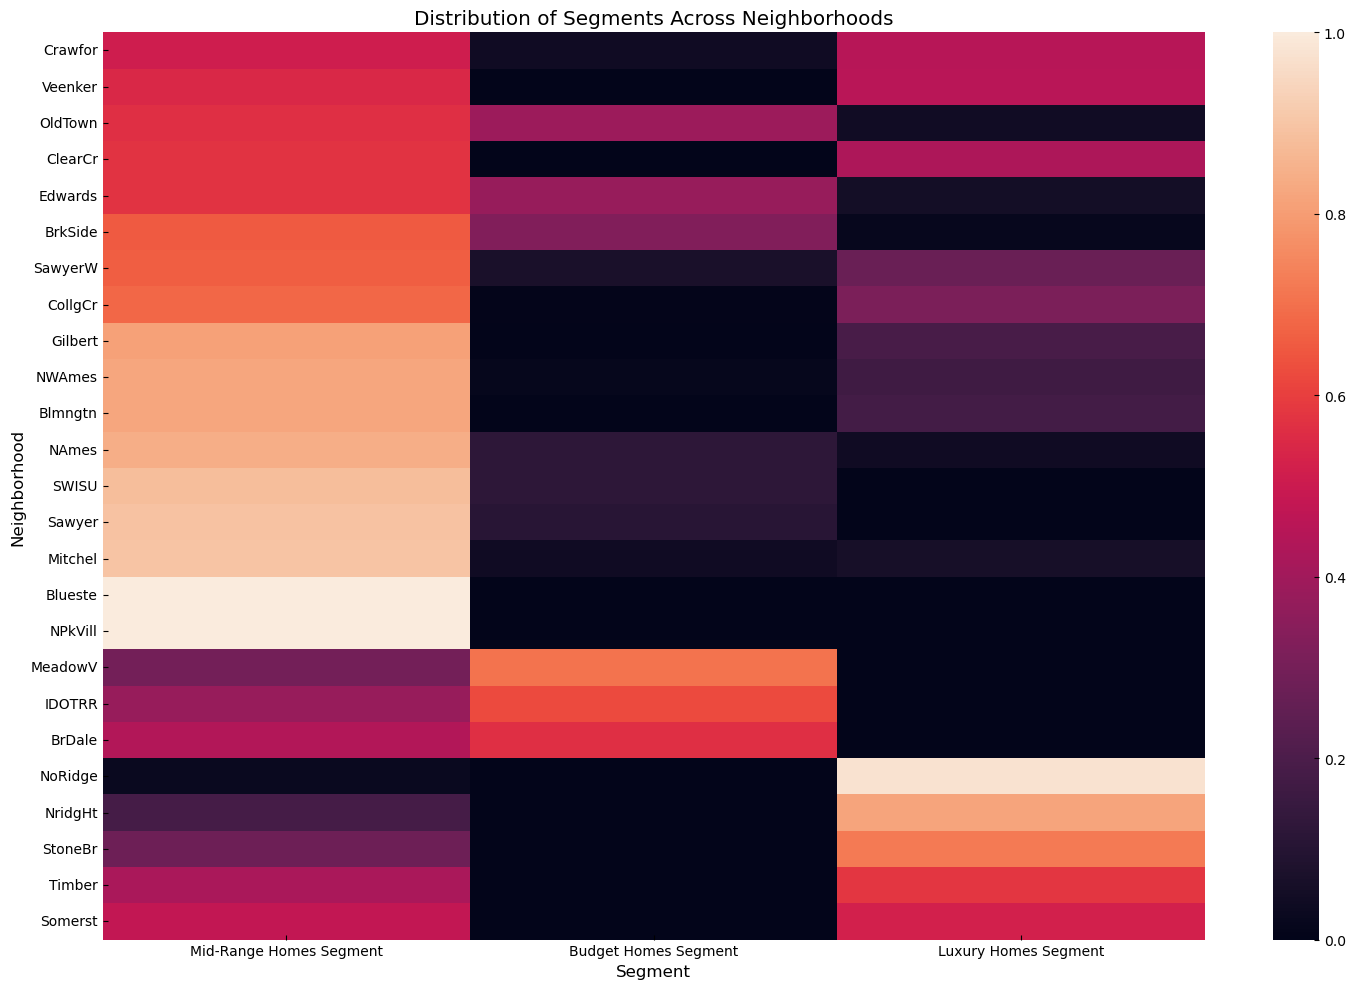 Distribution of Segments Across Neighborhoods
Neighborhood
Crawfor
Veenker
OldTown
ClearCr
Edwards
BrkSide
SawyerW
CollgCr
Gilbert
NWAmes
Blmngtn
NAmes
SWISU
Sawyer
Mitchel
Blueste
NPkVill
MeadowV
IDOTRR
BrDale
NoRidge
NridgHt
StoneBr
Timber
Somerst
Mid-Range Homes Segment
Budget Homes Segment
Luxury Homes Segment
Segment
1.0
0.8
0.6
0.4
0.2
0.0